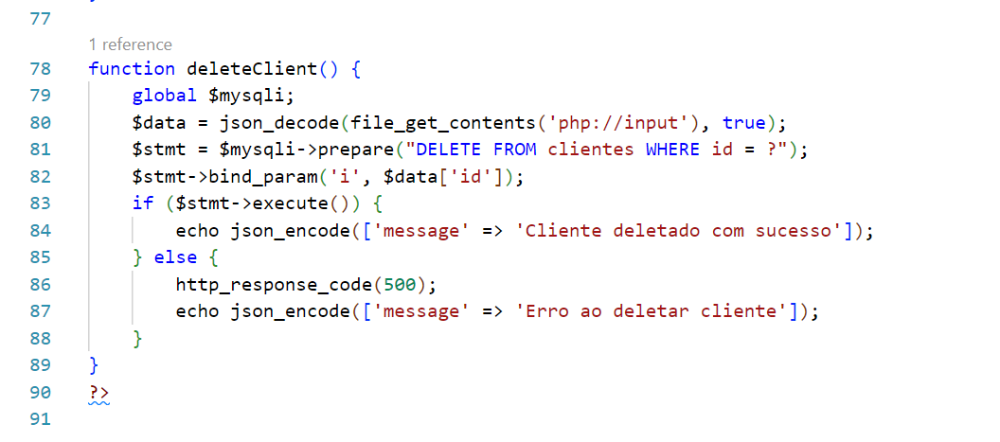 77
1 reference
78 function deleteClient() {
79 global $mysqli;
80 $data = json_decode(file_get_contents('php://input'), true);
81 $stmt = $mysqli->prepare("DELETE FROM clientes WHERE id = ?");
82 $stmt->bind_param('i', $data['id']);
83 if ($stmt->execute()) {
84 echo json_encode(['message' => 'Cliente deletado com sucesso']);
85 } else {
86 http_response_code(500);
87 echo json_encode(['message' => 'Erro ao deletar cliente']);
88 }
89 }
90 ?>
91